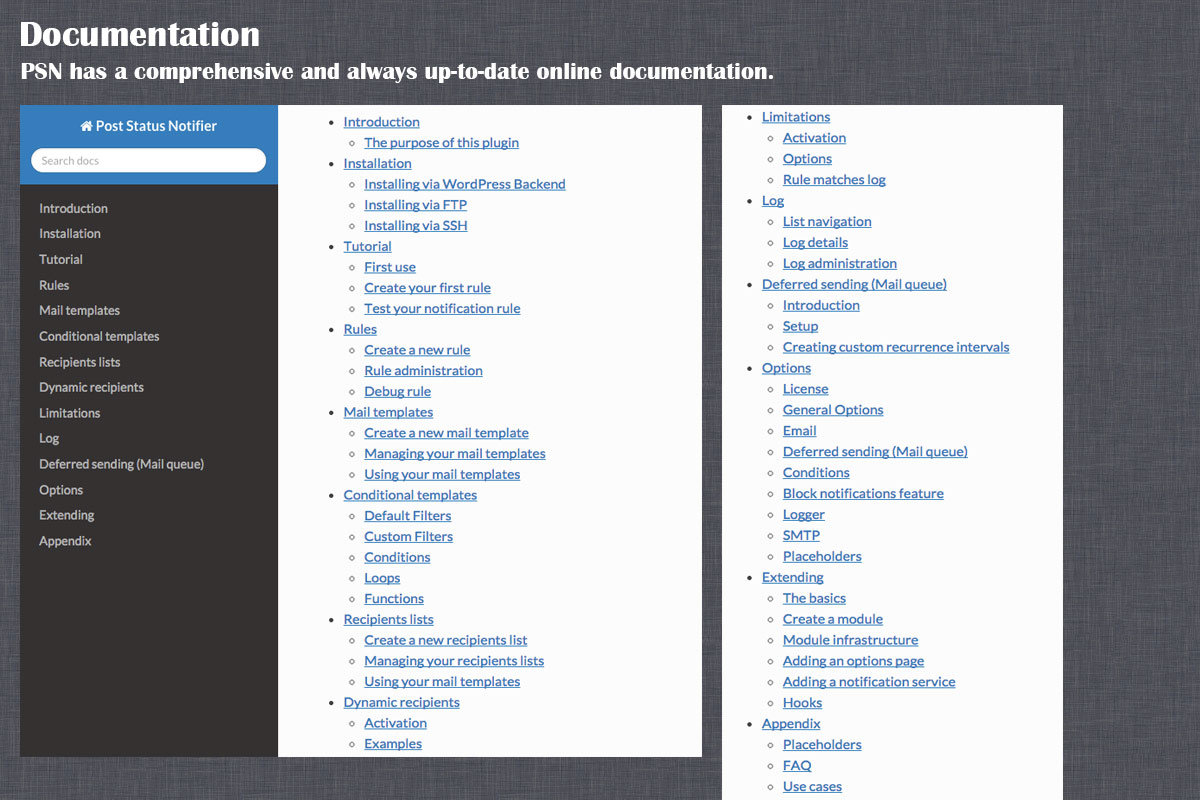 Documentation
PSN has a comprehensive and always up-to-date online documentation.
Post Status Notifier
Search docs
Introduction
Installation
Tutorial
Rules
Mail templates
Conditional templates
Recipients lists
Dynamic recipients
Limitations
Log
Deferred sending (Mail queue)
Options
Extending
Appendix
Introduction
The purpose of this plugin
Installation
Installing via WordPress Backend
Installing via FTP
Installing via SSH
Tutorial
First use
Create your first rule
Test your notification rule
Rules
Create a new rule
Rule administration
Debug rule
Mail templates
Create a new mail template
Managing your mail templates
Using your mail templates
Conditional templates
Default Filters
Custom Filters
Conditions
Loops
Functions
Recipients lists
Create a new recipients list
Managing your recipients lists
Using your mail templates
Dynamic recipients
Activation
Examples
Limitations
Activation
Options
Rule matches log
Log
List navigation
Log details
Log administration
Deferred sending (Mail queue)
Introduction
Setup
Creating custom recurrence intervals
Options
License
General Options
Email
Deferred sending (Mail queue)
Conditions
Block notifications feature
Logger
SMTP
Placeholders
Extending
The basics
Create a module
Module infrastructure
Adding an options page
Adding a notification service
Hooks
Appendix
Placeholders
FAQ
Use cases